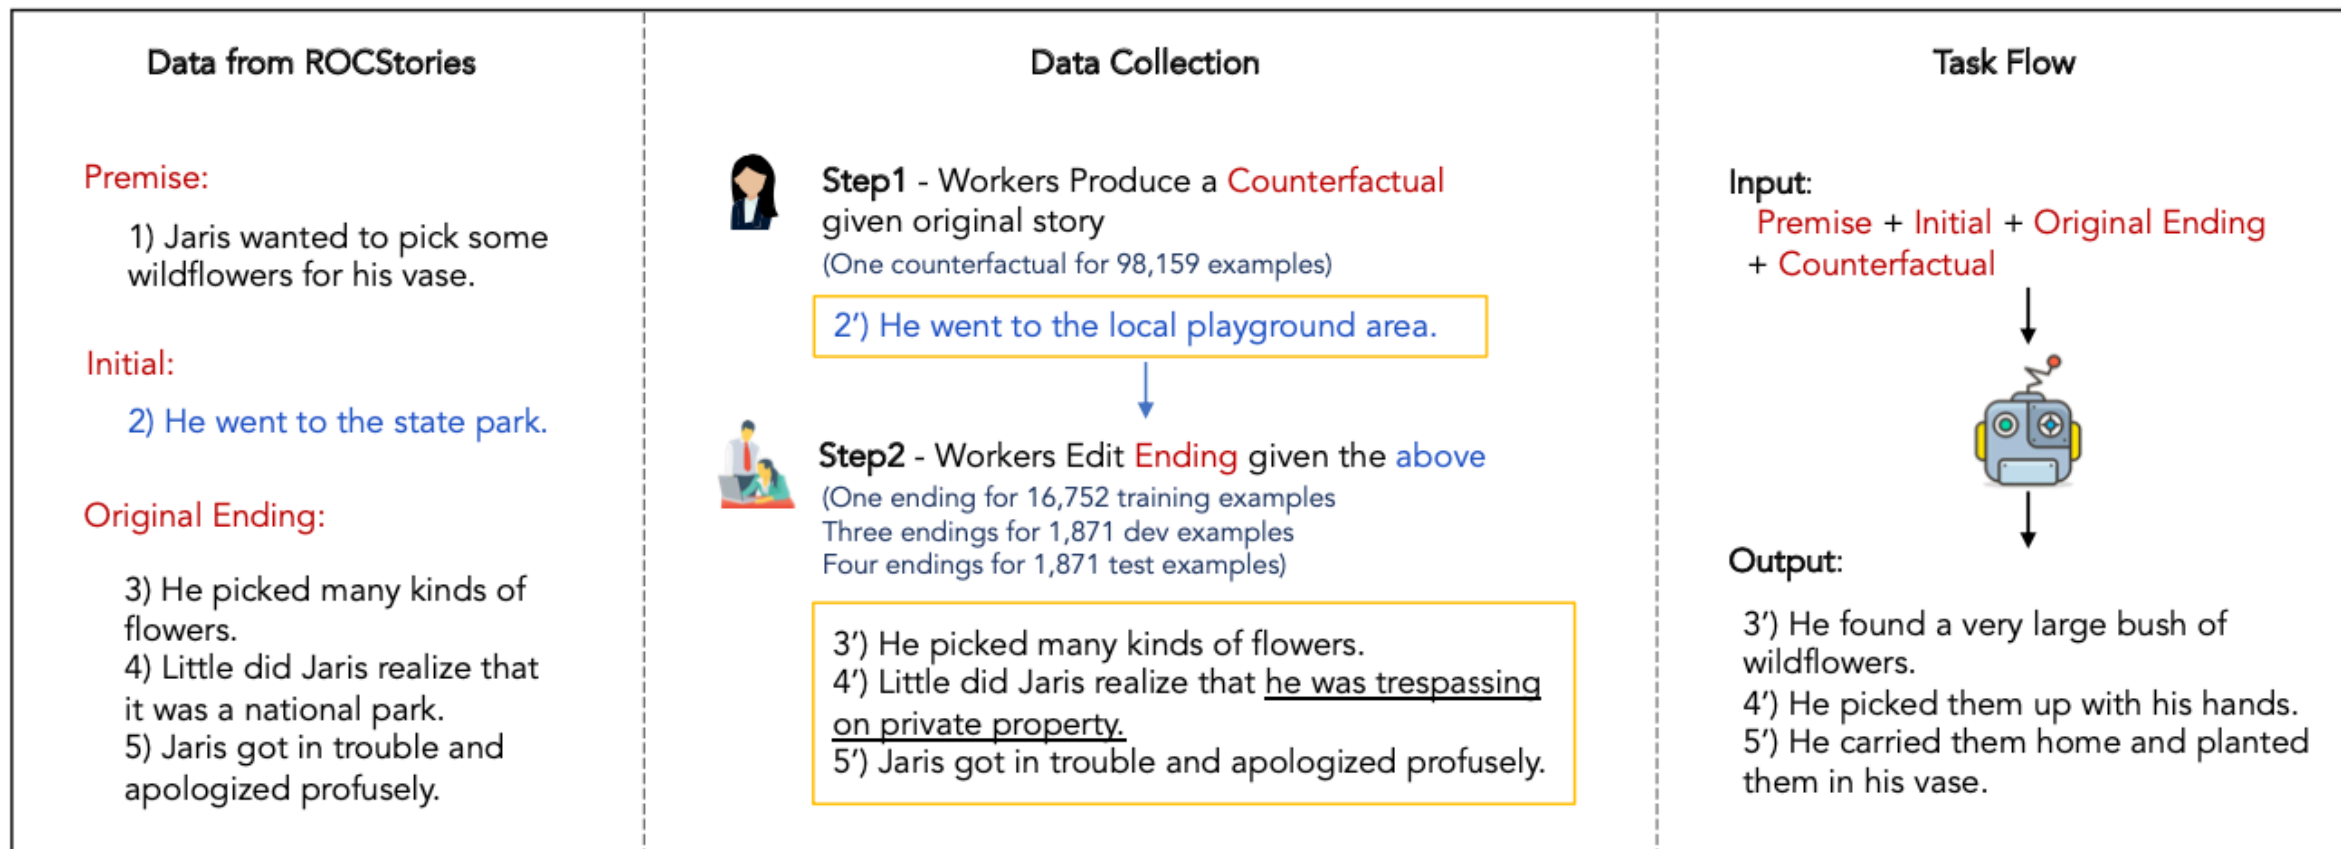 Data from ROCStories
Premise:
1) Jaris wanted to pick some
wildflowers for his vase.
Initial:
2) He went to the state park.
Original Ending:
3) He picked many kinds of
flowers.
4) Little did Jaris realize that
it was a national park.
5) Jaris got in trouble and
apologized profusely.
Data Collection
Step1 - Workers Produce a Counterfactual
given original story
(One counterfactual for 98,159 examples)
2') He went to the local playground area.
Step2 - Workers Edit Ending given the above
(One ending for 16,752 training examples
Three endings for 1,871 dev examples
Four endings for 1,871 test examples)
3') He picked many kinds of flowers.
4') Little did Jaris realize that he was trespassing
on private property.
5') Jaris got in trouble and apologized profusely.
Task Flow
Input:
Premise + Initial + Original Ending
+ Counterfactual
Output:
3') He found a very large bush of
wildflowers.
4') He picked them up with his hands.
5') He carried them home and planted
them in his vase.